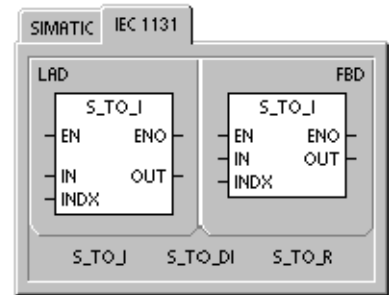 SIMATIC IEC 1131
LAD FBD
S_TO_I S_TO_I
EN ENO EN ENO
IN OUT IN OUT
INDX INDX
S_TO_I S_TO_DI S_TO_R